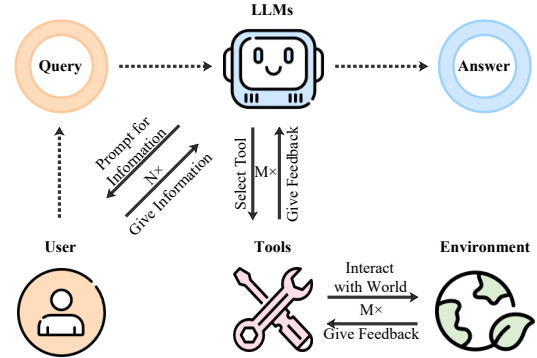 LLMs
Query
Answer
Prompt for
Information
N×
Give Information
Select Tool
M×
Give Feedback
User
Tools
Environment
Interact
with World
M×
Give Feedback